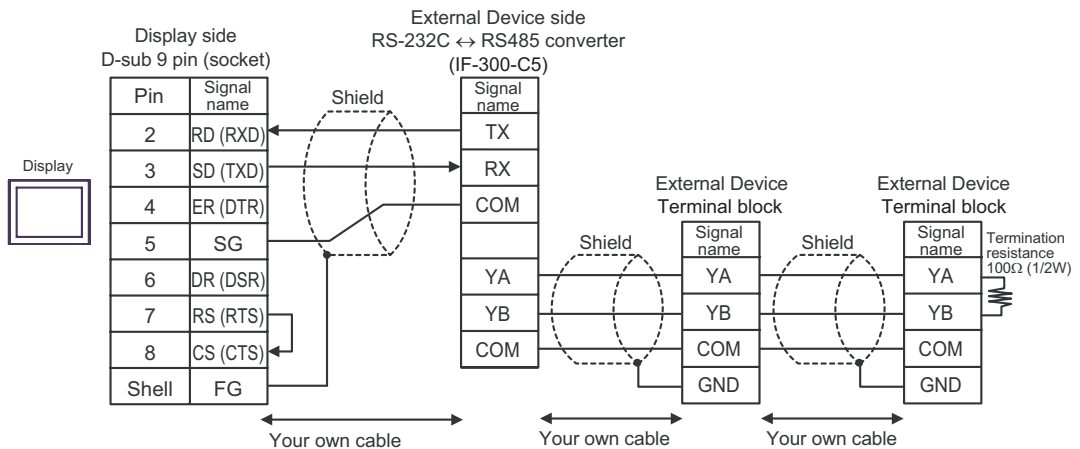 External Device side
RS-232C ↔ RS485 converter
(IF-300-C5)
Display side
D-sub 9 pin (socket)
Pin Signal name
2 RD (RXD)
3 SD (TXD)
4 ER (DTR)
5 SG
6 DR (DSR)
7 RS (RTS)
8 CS (CTS)
Shell FG
Display
Shield
Signal name
TX
RX
COM
YA
YB
COM
Shield
External Device
Terminal block
Signal name
YA
YB
COM
GND
Shield
External Device
Terminal block
Signal name
YA
YB
COM
GND
Termination
resistance
100Ω (1/2W)
Your own cable
Your own cable
Your own cable